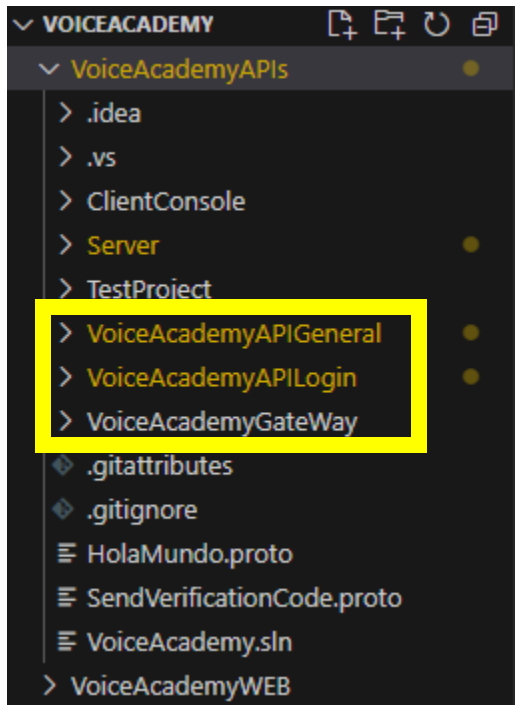 VOICEACADEMY
VoiceAcademyAPIs
.idea
.vs
ClientConsole
Server
TestProject
VoiceAcademyAPIGeneral
VoiceAcademyAPILogin
VoiceAcademyGateWay
.gitattributes
.gitignore
HolaMundo.proto
SendVerificationCode.proto
VoiceAcademy.sln
VoiceAcademyWEB